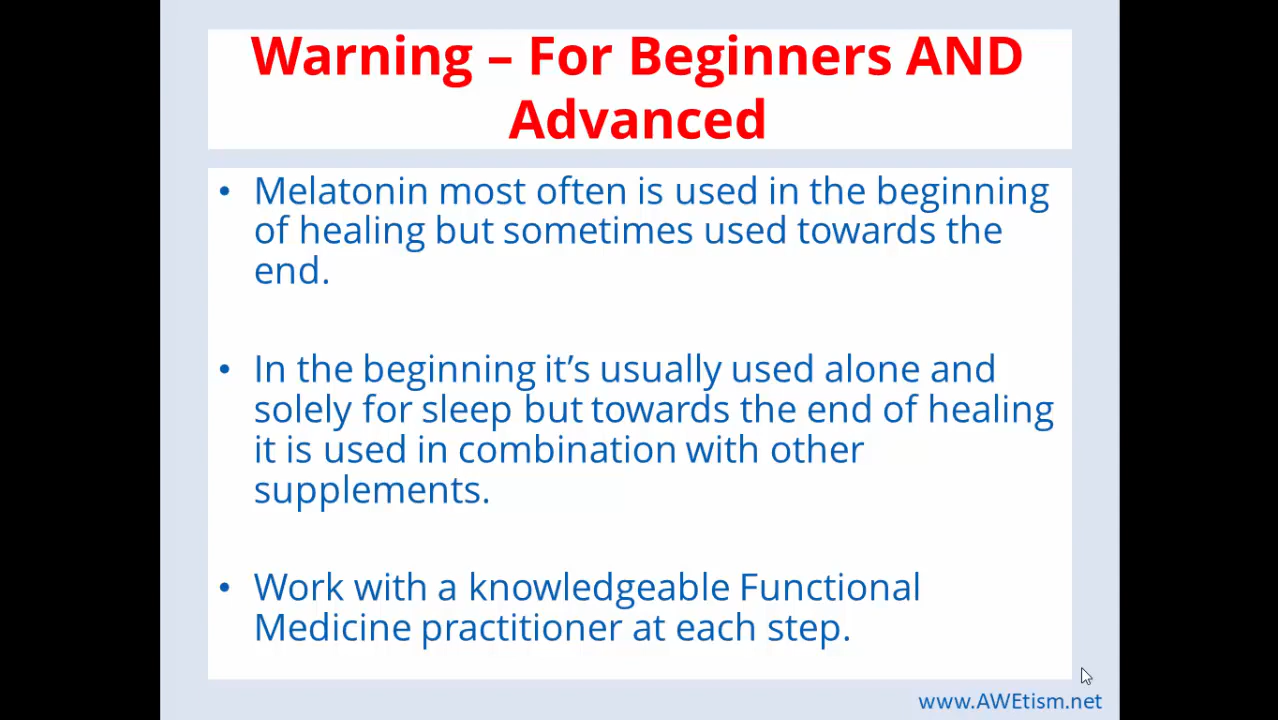 Warning – For Beginners AND
Advanced
• Melatonin most often is used in the beginning
of healing but sometimes used towards the
end.
• In the beginning it’s usually used alone and
solely for sleep but towards the end of healing
it is used in combination with other
supplements.
• Work with a knowledgeable Functional
Medicine practitioner at each step.
www.AWEtism.net